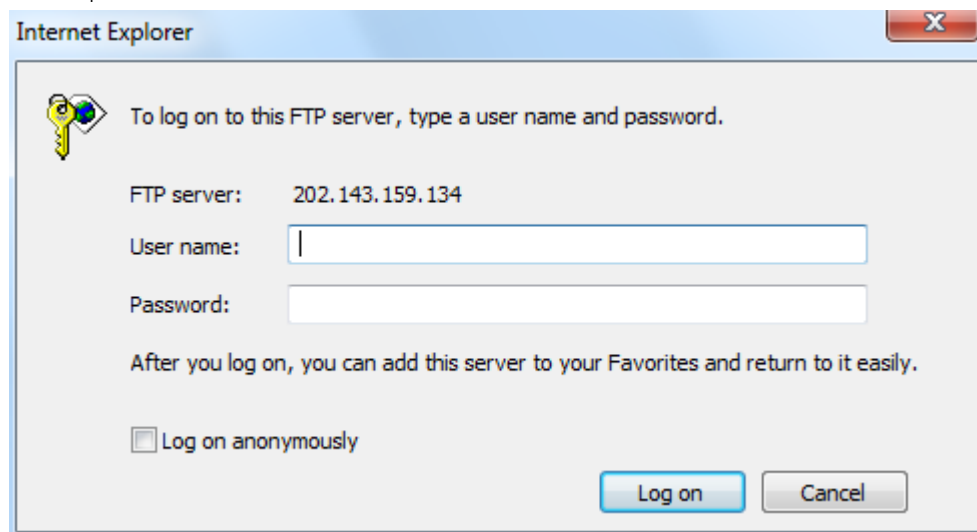 Internet Explorer
To log on to this FTP server, type a user name and password.
FTP server: 202.143.159.134
User name:
Password:
After you log on, you can add this server to your Favorites and return to it easily.
Log on anonymously
Log on Cancel